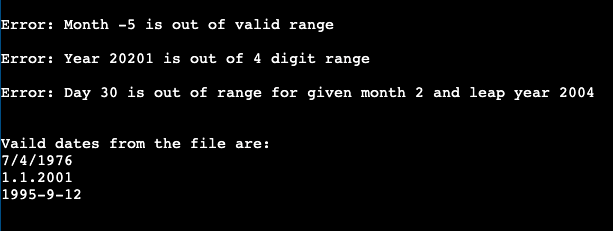 Error: Month -5 is out of valid range
Error: Year 20201 is out of 4 digit range
Error: Day 30 is out of range for given month 2 and leap year 2004
Vaild dates from the file are:
7/4/1976
1.1.2001
1995-9-12